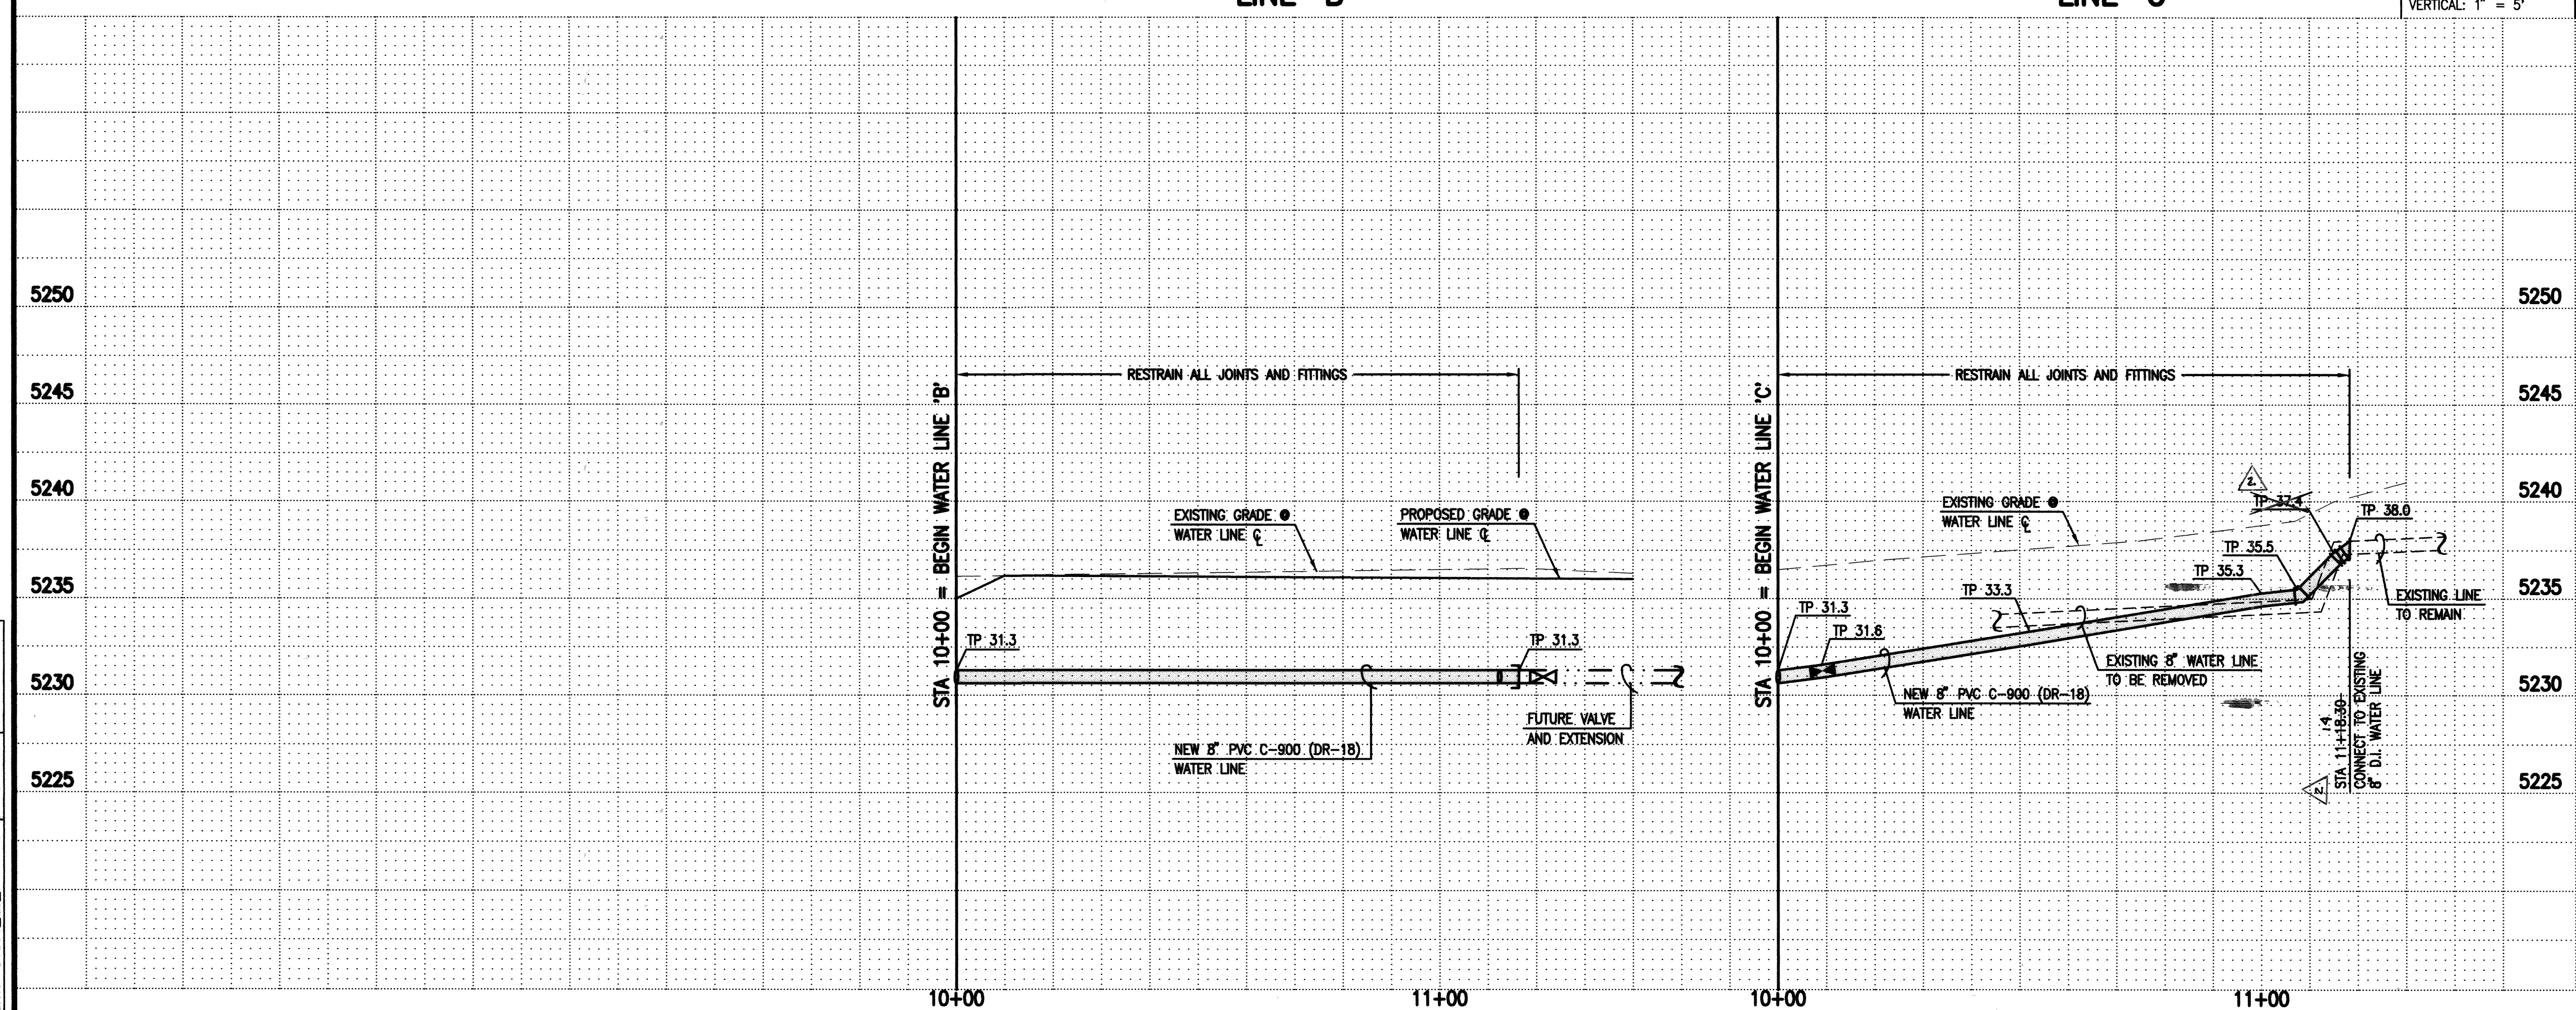 VERTICAL: 1" = 5'
5250
5250
RESTRAIN ALL JOINTS AND FITTINGS
RESTRAIN ALL JOINTS AND FITTINGS
5245
5245
STA 10+00 = BEGIN WATER LINE 'B'
STA 10+00 = BEGIN WATER LINE 'C'
5240
5240
EXISTING GRADE @
WATER LINE ℄
PROPOSED GRADE @
WATER LINE ℄
EXISTING GRADE @
WATER LINE ℄
2.
TP 37.4
TP 38.0
TP 35.5
TP 35.3
TP 33.3
5235
5235
EXISTING LINE
TO REMAIN
TP 31.3
TP 31.6
TP 31.3
TP 31.3
EXISTING 8" WATER LINE
TO BE REMOVED
5230
5230
NEW 8" PVC C-900 (DR-18)
WATER LINE
FUTURE VALVE
AND EXTENSION
NEW 8" PVC C-900 (DR-18)
WATER LINE
14
STA 11+18.30
CONNECT TO EXISTING
8" D.I. WATER LINE
2
5225
5225
10+00
11+00
10+00
11+00